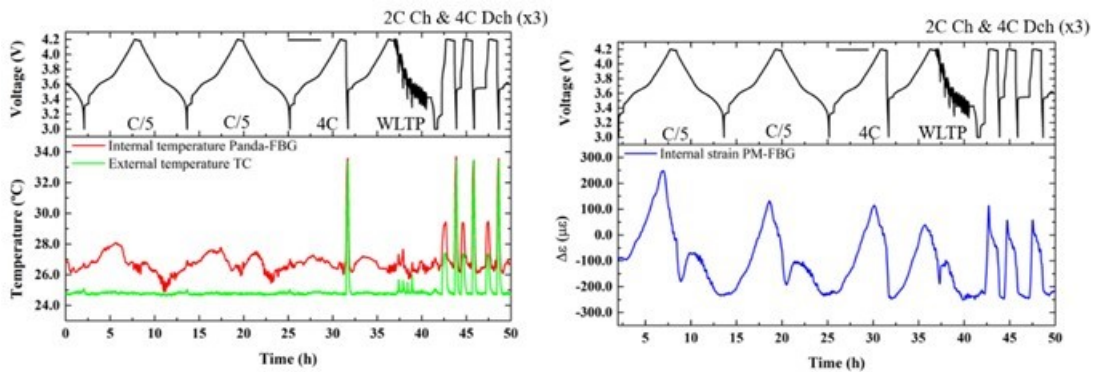 2C Ch & 4C Dch (x3)
Voltage (V)
4.2
3.9
3.6
3.3
3.0
C/5
C/5
4C
WLTP
Internal temperature Panda-FBG
External temperature TC
Temperature (ºC)
34.0
32.0
30.0
28.0
26.0
24.0
0 5 10 15 20 25 30 35 40 45 50
Time (h)
2C Ch & 4C Dch (x3)
Voltage (V)
4.2
4.0
3.8
3.6
3.4
3.2
3.0
C/5
C/5
4C
WLTP
Internal strain PM-FBG
Δε (με)
300.0
200.0
100.0
0.0
-100.0
-200.0
-300.0
5 10 15 20 25 30 35 40 45 50
Time (h)